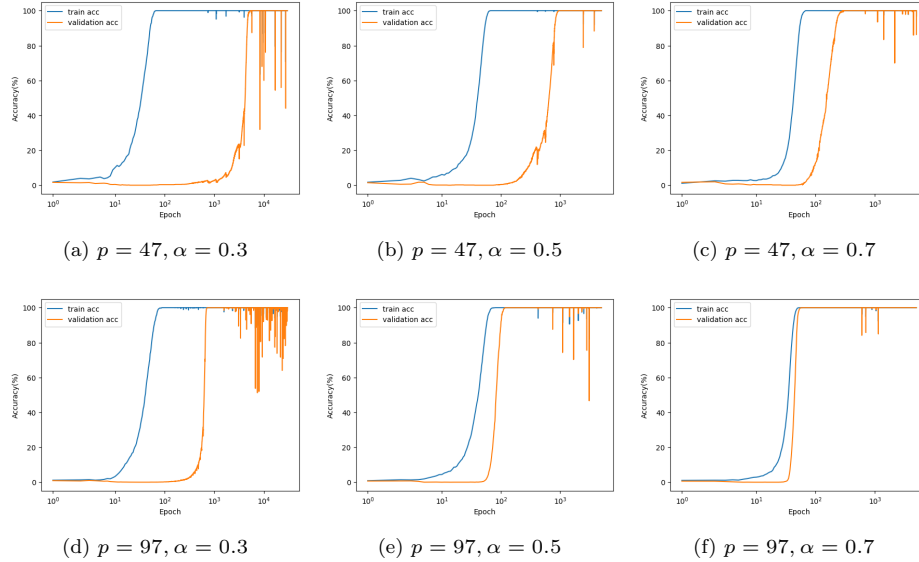 train acc
validation acc
Accuracy(%)
100
80
60
40
20
0
10^0 10^1 10^2 10^3 10^4
Epoch
(a) p = 47, α = 0.3
train acc
validation acc
Accuracy(%)
100
80
60
40
20
0
10^0 10^1 10^2 10^3
Epoch
(b) p = 47, α = 0.5
train acc
validation acc
Accuracy(%)
100
80
60
40
20
0
10^0 10^1 10^2 10^3
Epoch
(c) p = 47, α = 0.7
train acc
validation acc
Accuracy(%)
100
80
60
40
20
0
10^0 10^1 10^2 10^3 10^4
Epoch
(d) p = 97, α = 0.3
train acc
validation acc
Accuracy(%)
100
80
60
40
20
0
10^0 10^1 10^2 10^3
Epoch
(e) p = 97, α = 0.5
train acc
validation acc
Accuracy(%)
100
80
60
40
20
0
10^0 10^1 10^2 10^3
Epoch
(f) p = 97, α = 0.7